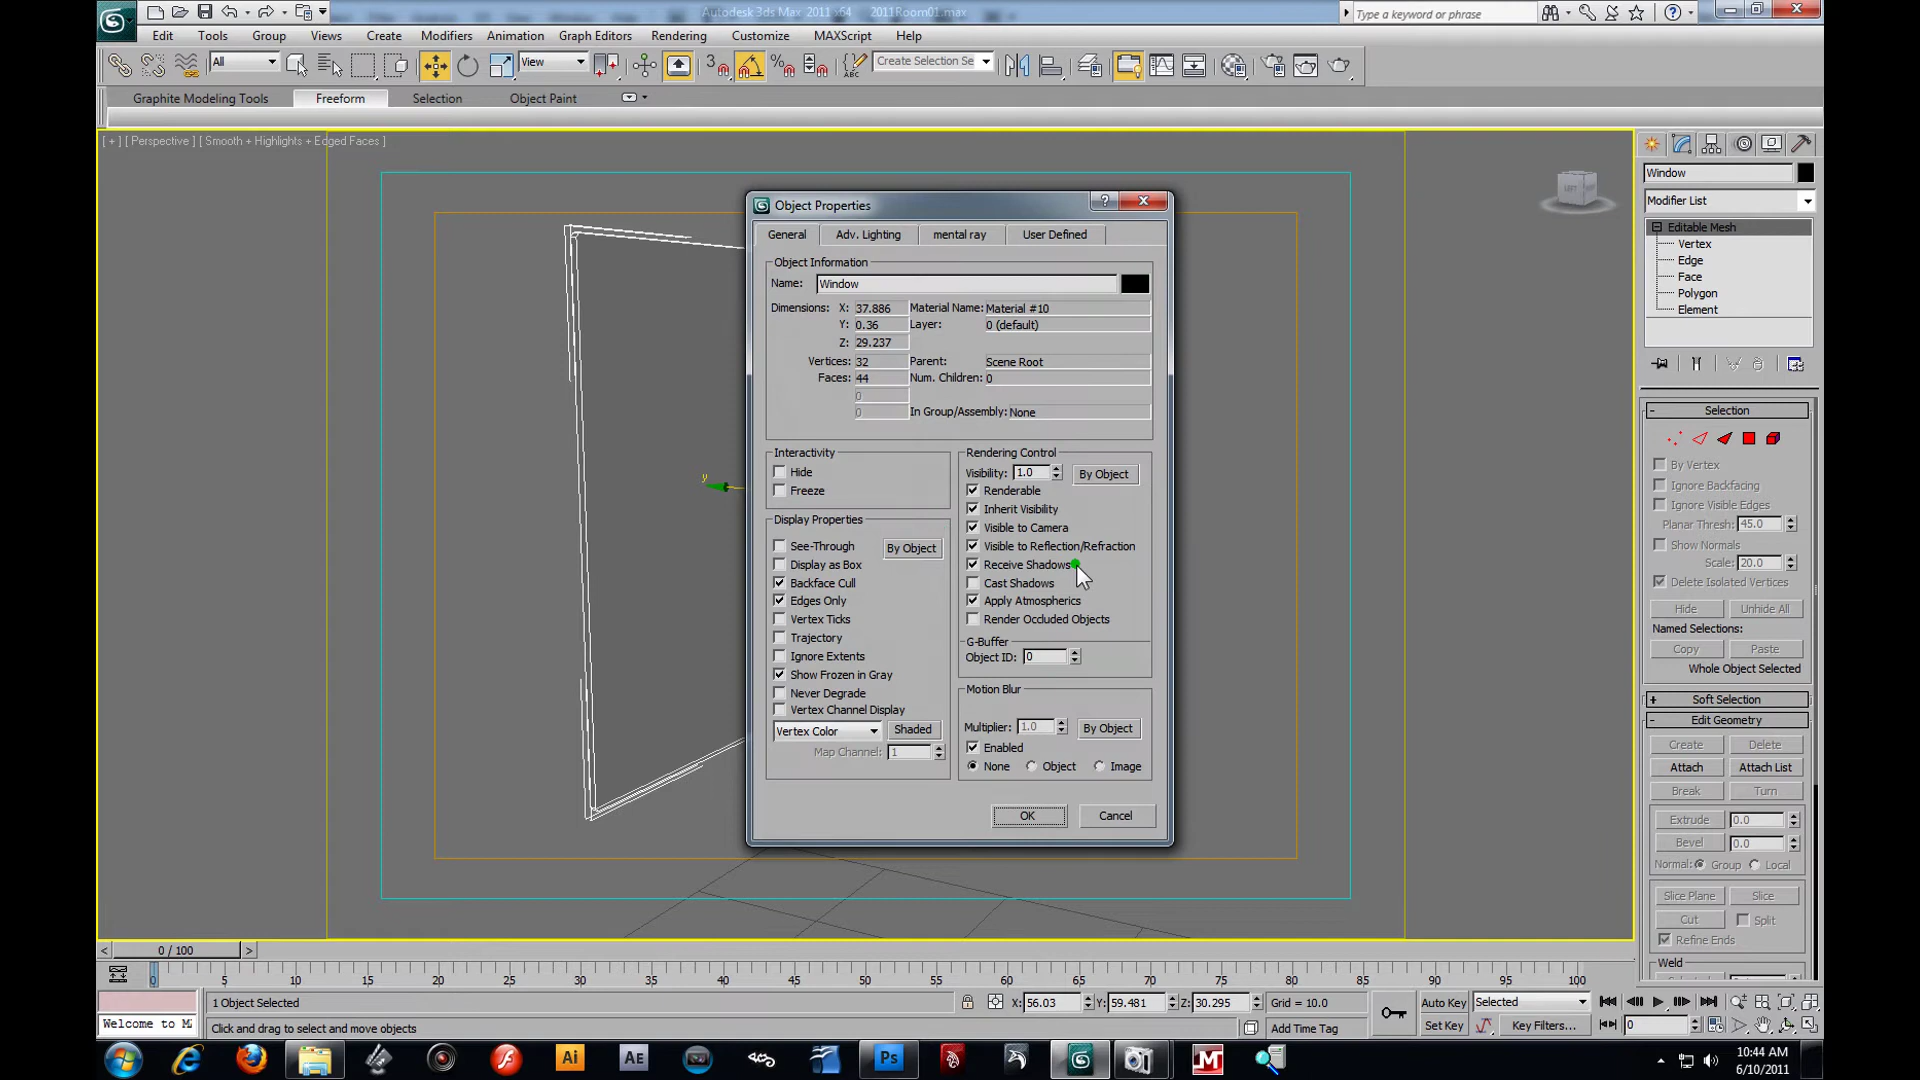 Autodesk 3ds Max 2011 x64 2011Room01.max
Type a keyword or phrase
Edit Tools Group Views Create Modifiers Animation Graph Editors Rendering Customize MAXScript Help
All View 3 % ABC Create Selection Se
Graphite Modeling Tools Freeform Selection Object Paint
[ + ] [ Perspective ] [ Smooth + Highlights + Edged Faces ]
LEFT
Window
Modifier List
Editable Mesh
Vertex
Edge
Face
Polygon
Element
Object Properties
General Adv. Lighting mental ray User Defined
Object Information
Name: Window
Dimensions: X: 37.886 Material Name: Material #10
Y: 0.36 Layer: 0 (default)
Z: 29.237
Vertices: 32 Parent: Scene Root
Faces: 44 Num. Children: 0
0
0 In Group/Assembly: None
Interactivity
Hide
Freeze
Display Properties
See-Through By Object
Display as Box
Backface Cull
Edges Only
Vertex Ticks
Trajectory
Ignore Extents
Show Frozen in Gray
Never Degrade
Vertex Channel Display
Vertex Color Shaded
Map Channel: 1
Rendering Control
Visibility: 1.0 By Object
Renderable
Inherit Visibility
Visible to Camera
Visible to Reflection/Refraction
Receive Shadows
Cast Shadows
Apply Atmospherics
Render Occluded Objects
G-Buffer
Object ID: 0
Motion Blur
Multiplier: 1.0 By Object
Enabled
None Object Image
OK Cancel
y
Selection
By Vertex
Ignore Backfacing
Ignore Visible Edges
Planar Thresh: 45.0
Show Normals
Scale: 20.0
Delete Isolated Vertices
Hide Unhide All
Named Selections:
Copy Paste
Whole Object Selected
Soft Selection
Edit Geometry
Create Delete
Attach Attach List
Break Turn
Extrude 0.0
Bevel 0.0
Normal: Group Local
Slice Plane Slice
Cut Split
Refine Ends
Weld
0 / 100
0 5 10 15 20 25 30 35 40 45 50 55 60 65 70 75 80 85 90 95 100
1 Object Selected X: 56.03 Y: 59.481 Z: 30.295 Grid = 10.0 Auto Key Selected
Welcome to M Click and drag to select and move objects Add Time Tag Set Key Key Filters... 0
Ai AE Ps M
10:44 AM
6/10/2011